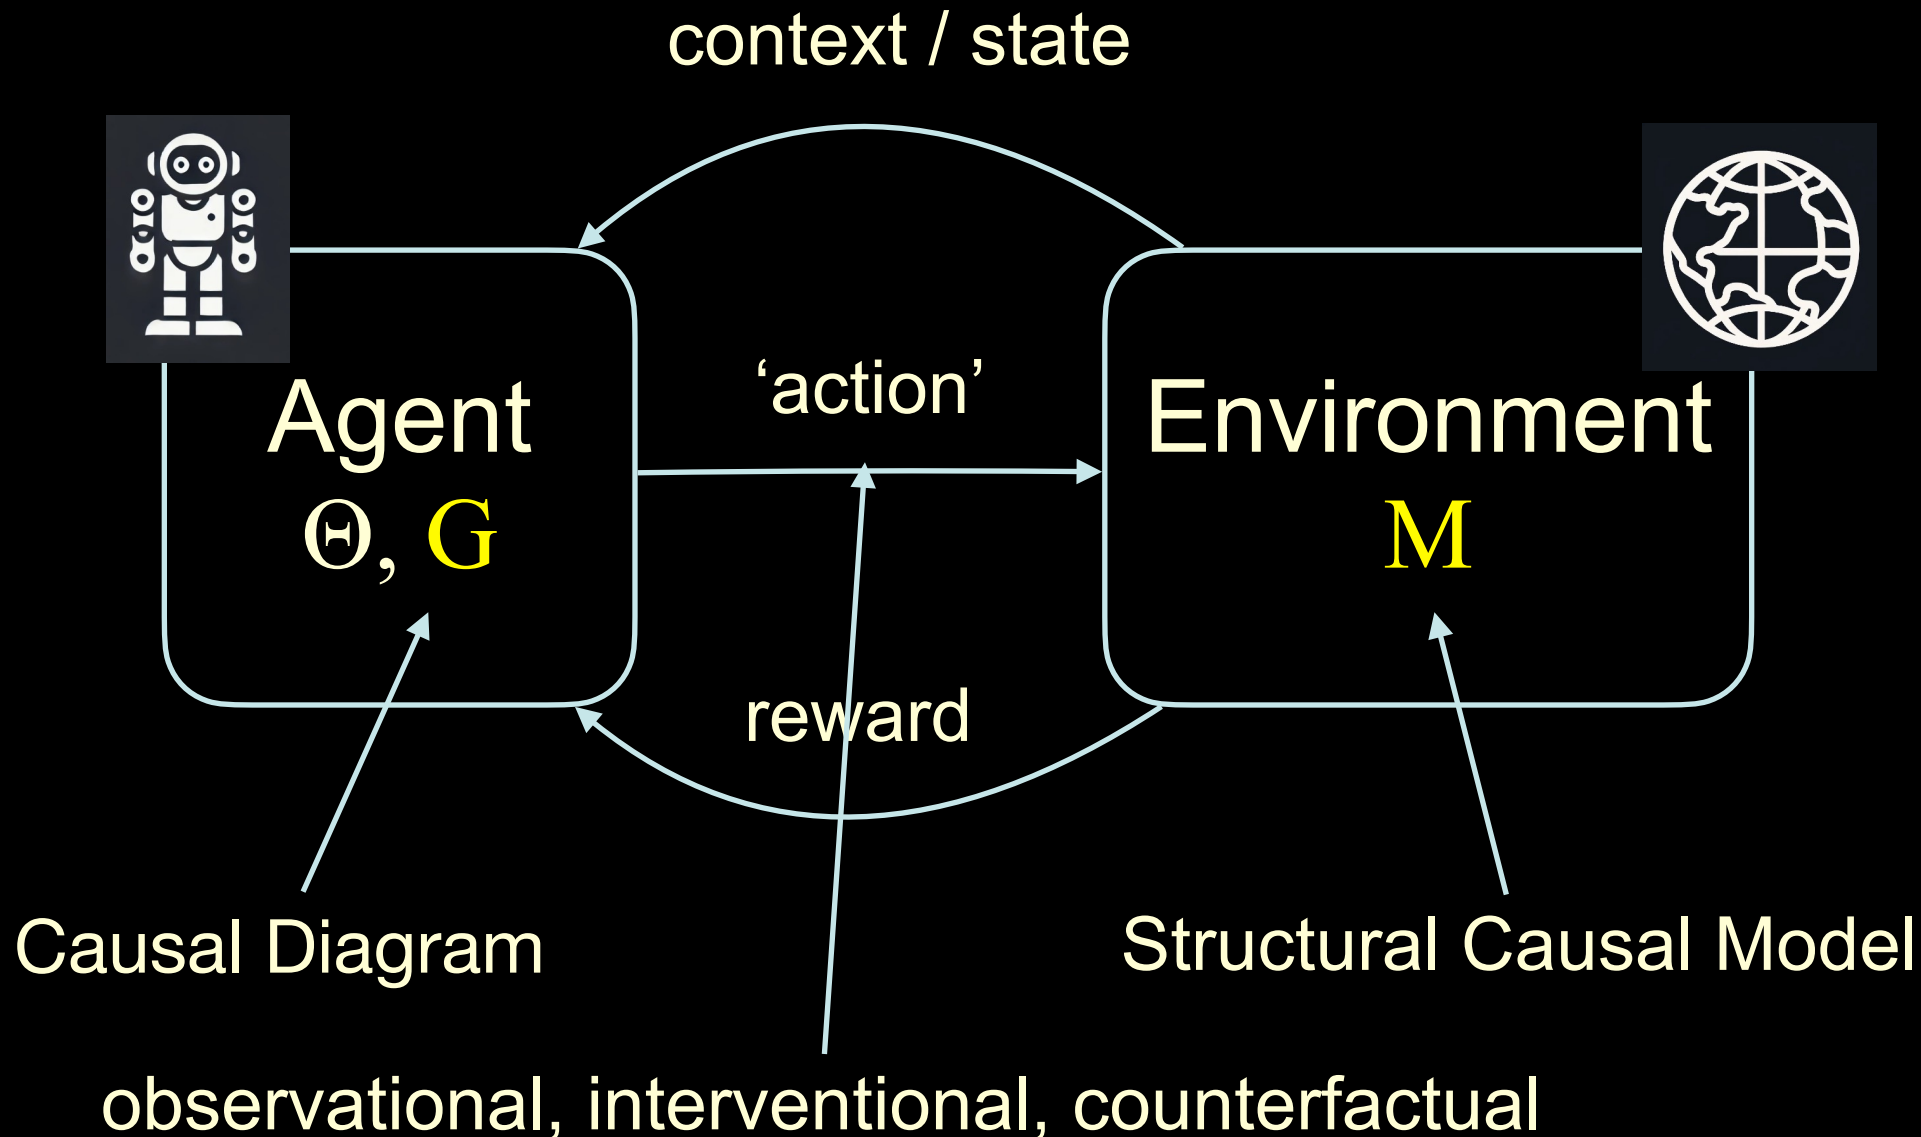 context / state
Agent
Θ, G
‘action’
Environment
M
reward
Causal Diagram
Structural Causal Model
observational, interventional, counterfactual